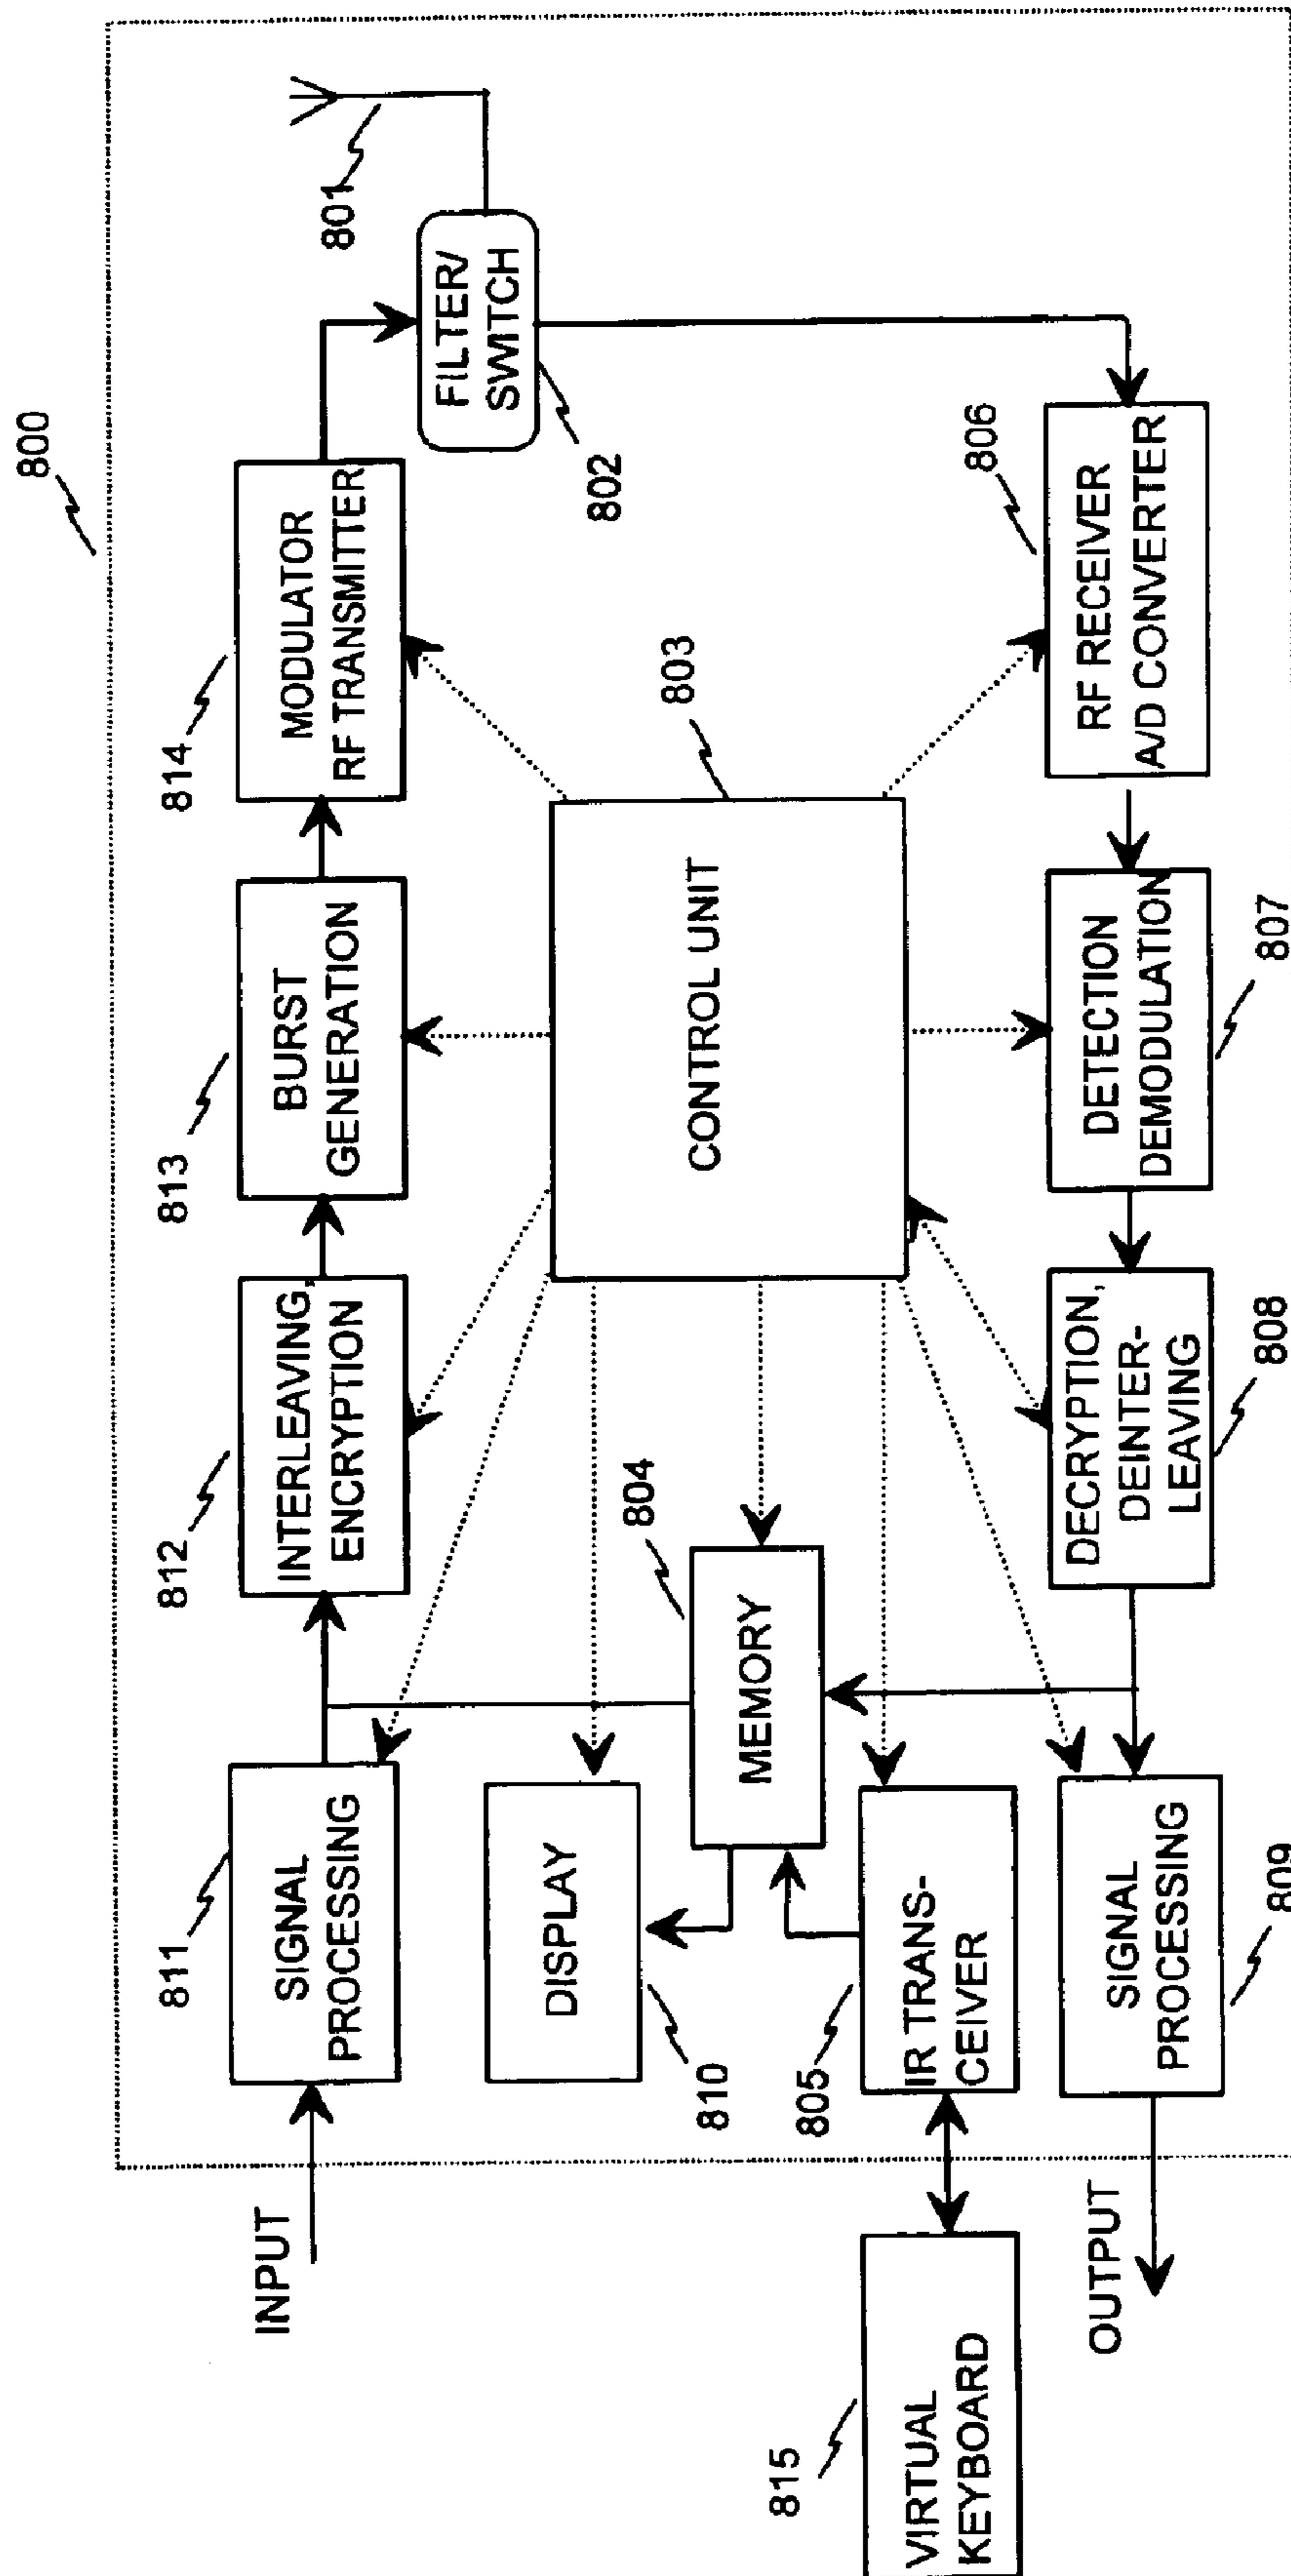 800
INPUT
811
SIGNAL
PROCESSING
812
INTERLEAVING,
ENCRYPTION
813
BURST
GENERATION
814
MODULATOR
RF TRANSMITTER
801
FILTER/
SWITCH
802
DISPLAY
810
MEMORY
804
CONTROL UNIT
803
815
VIRTUAL
KEYBOARD
805
IR TRANS-
CEIVER
OUTPUT
SIGNAL
PROCESSING
809
DECRYPTION,
DEINTER-
LEAVING
808
DETECTION
DEMODULATION
807
806
RF RECEIVER
A/D CONVERTER